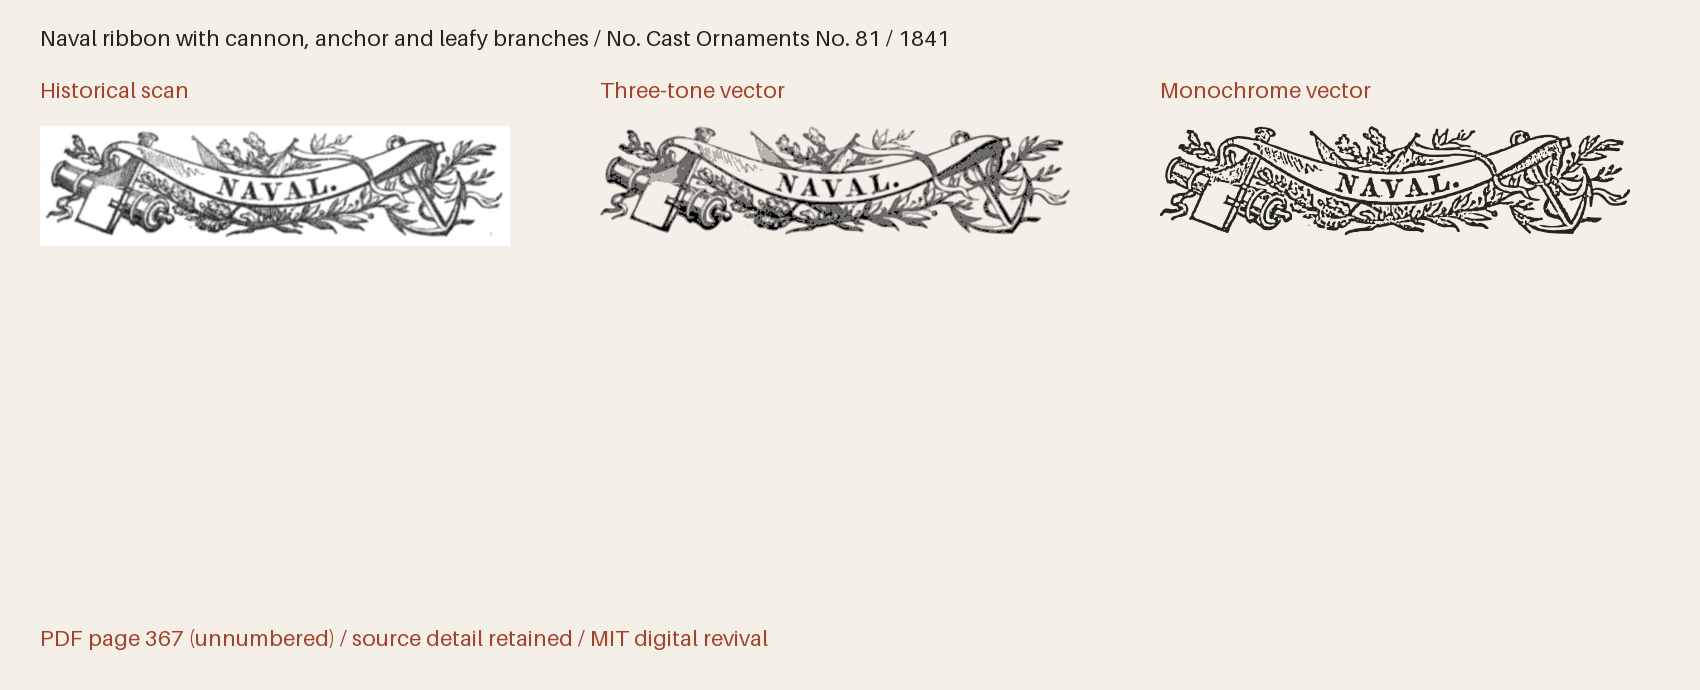 Naval ribbon with cannon, anchor and leafy branches / No. Cast Ornaments No. 81 / 1841
Historical scan
Three-tone vector
Monochrome vector
NAVAL.
NAVAL.
NAVAL.
PDF page 367 (unnumbered) / source detail retained / MIT digital revival